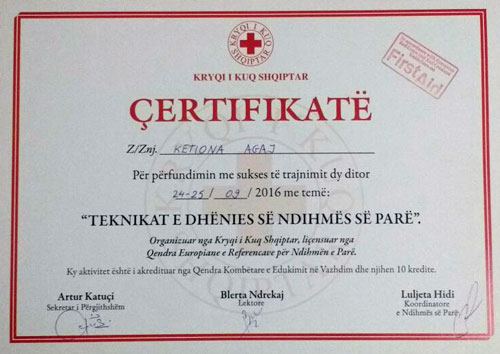 KRYQI I KUQ
SHQIPTAR
KRYQI I KUQ SHQIPTAR
First Aid
ÇERTIFIKATË
Z/Znj. KETIONA AGAJ
Për përfundimin me sukses të trajnimit dy ditor
24-25 / 09 / 2016 me temë:
“TEKNIKAT E DHËNIES SË NDIHMËS SË PARË”.
Organizuar nga Kryqi i Kuq Shqiptar, liçensuar nga
Qendra Europiane e Referencave për Ndihmën e Parë.
Ky aktivitet është i akredituar nga Qendra Kombëtare e Edukimit në Vazhdim dhe njihen 10 kredite.
Artur Katuçi
Sekretar i Përgjithshëm
Blerta Ndrekaj
Lektore
Luljeta Hidi
Koordinatore
e Ndihmës së Parë